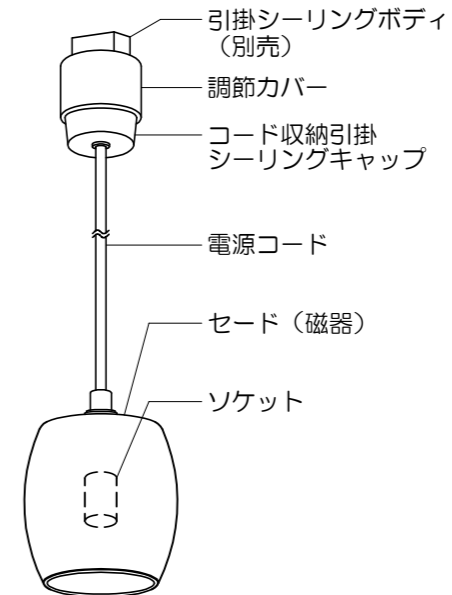 引掛シーリングボディ
（別売）
調節カバー
コード収納引掛
シーリングキャップ
電源コード
セード（磁器）
ソケット